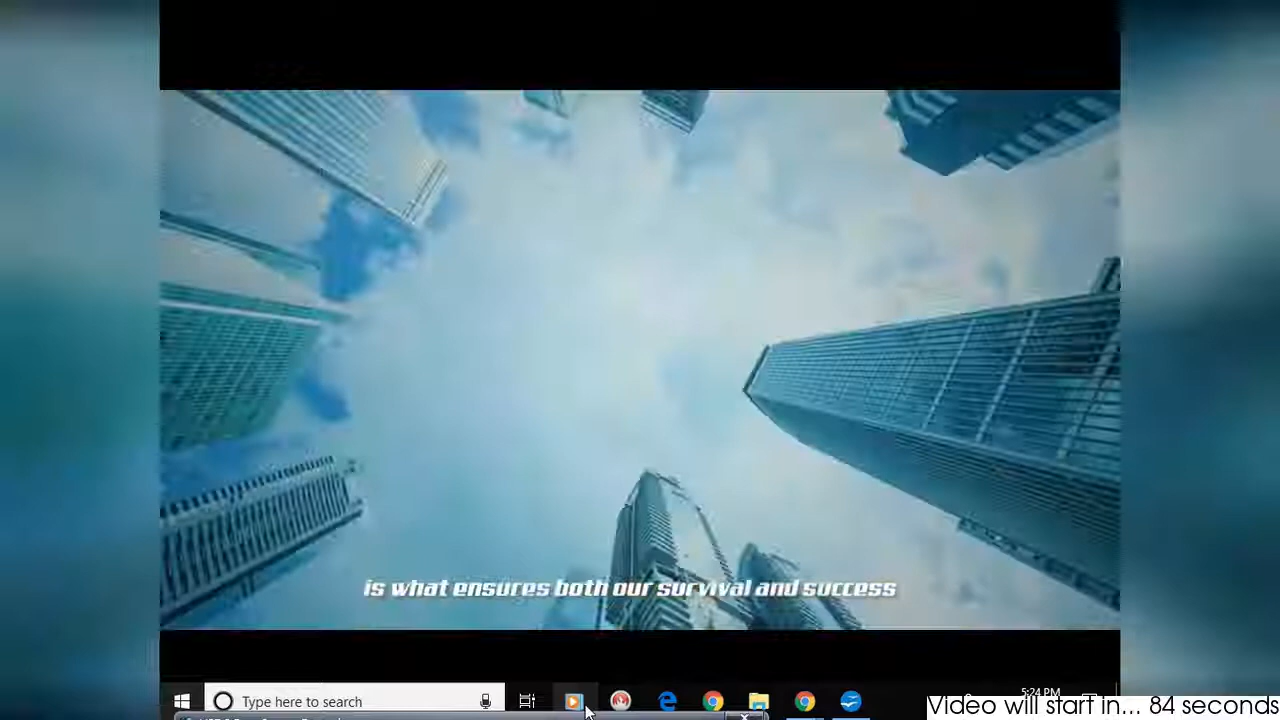 is what ensures both our survival and success
Type here to search
5:24 PM
Video will start in... 84 seconds